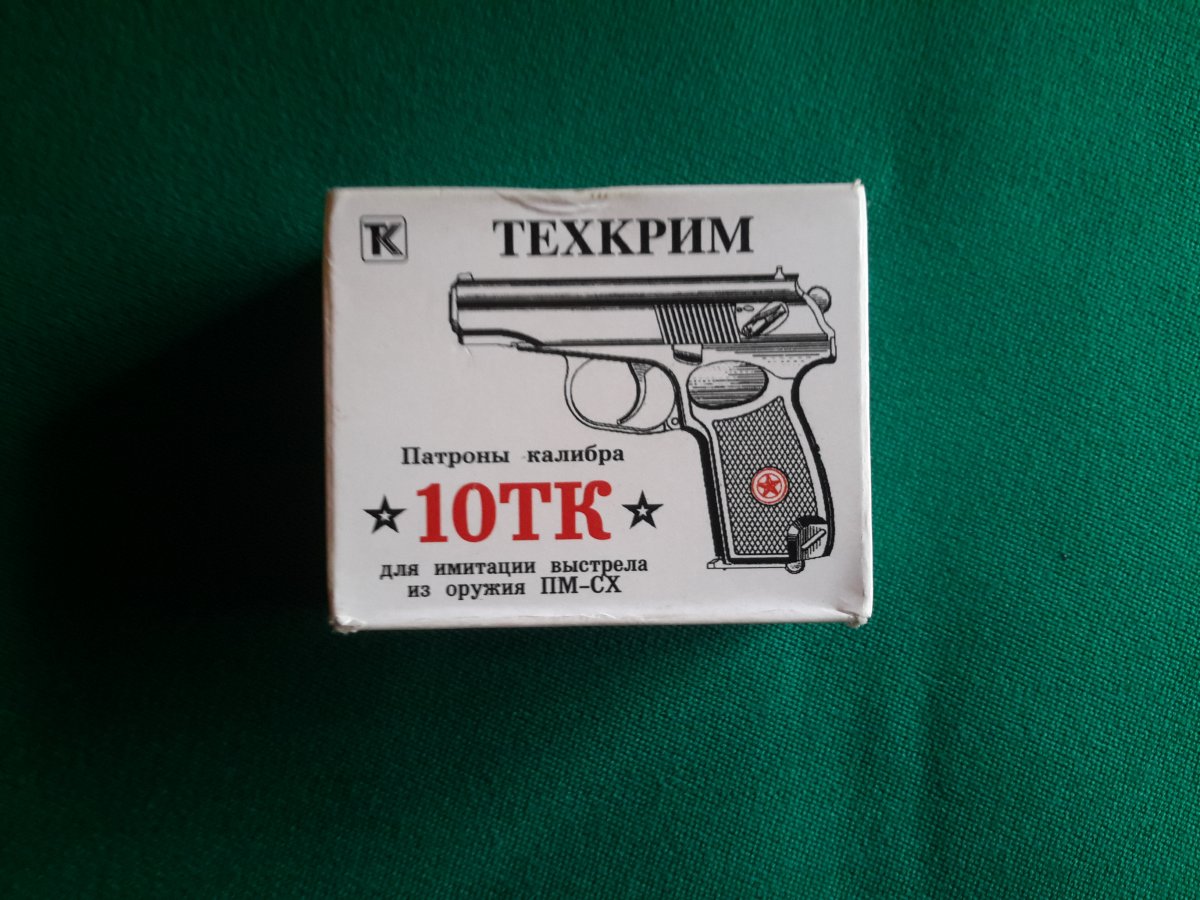 ТК ТЕХКРИМ
Патроны калибра
10ТК
для имитации выстрела
из оружия ПМ-СХ